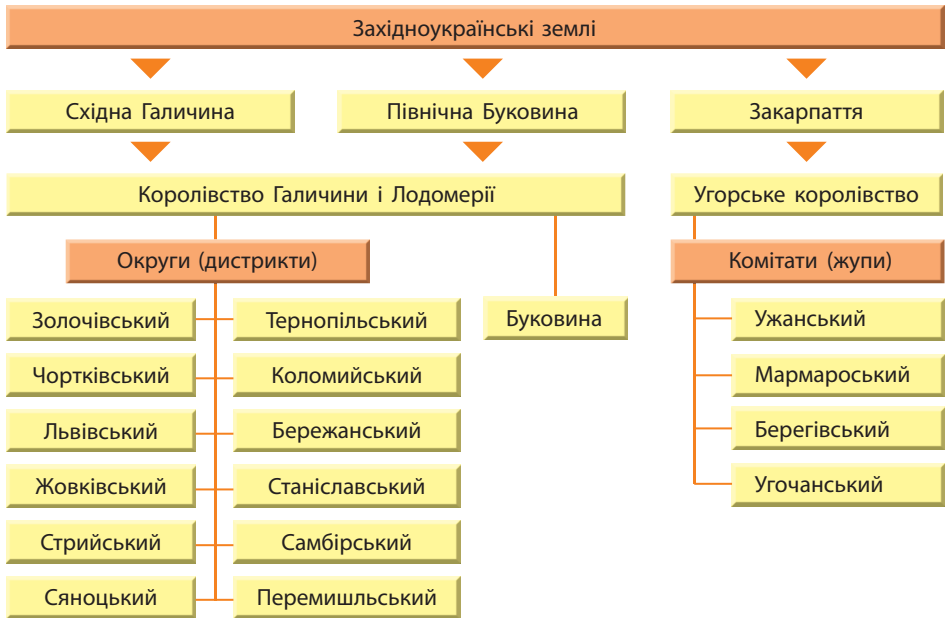 Західноукраїнські землі
Східна Галичина
Північна Буковина
Закарпаття
Королівство Галичини і Лодомерії
Угорське королівство
Округи (дистрикти)
Комітати (жупи)
Золочівський
Тернопільський
Буковина
Ужанський
Чортківський
Коломийський
Мармароський
Львівський
Бережанський
Берегівський
Жовківський
Станіславський
Угочанський
Стрийський
Самбірський
Сяноцький
Перемишльський